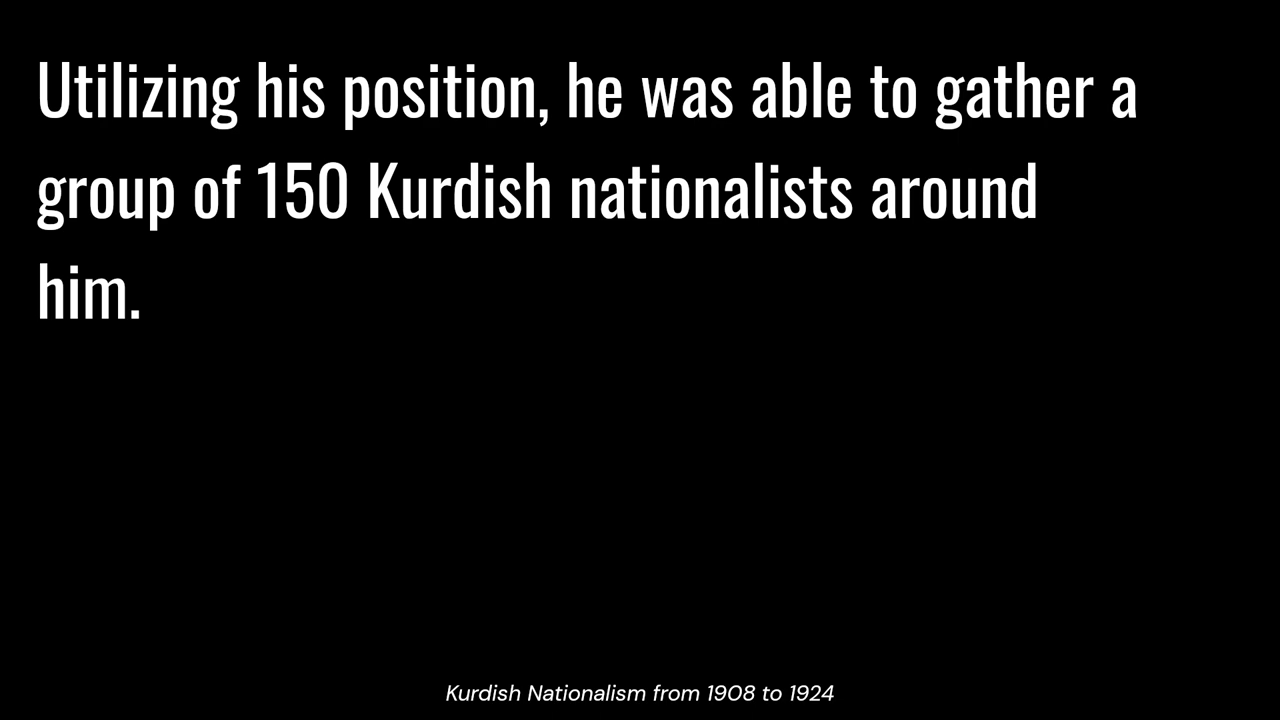 Utilizing his position, he was able to gather a
group of 150 Kurdish nationalists around
him.
Kurdish Nationalism from 1908 to 1924